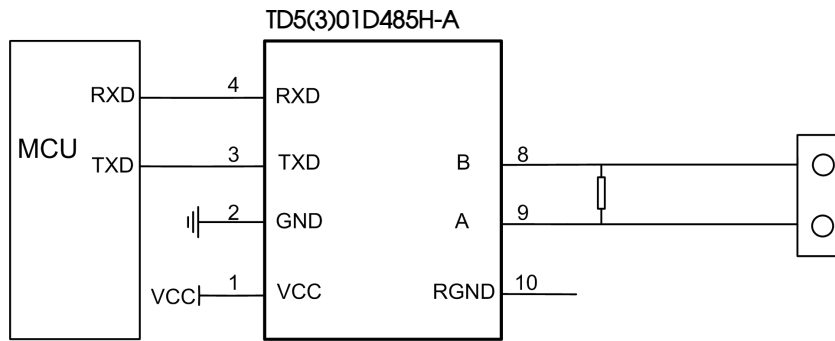 TD5(3)01D485H-A
RXD 4 RXD
MCU
TXD 3 TXD B 8
2 GND A 9
VCC 1 VCC RGND 10